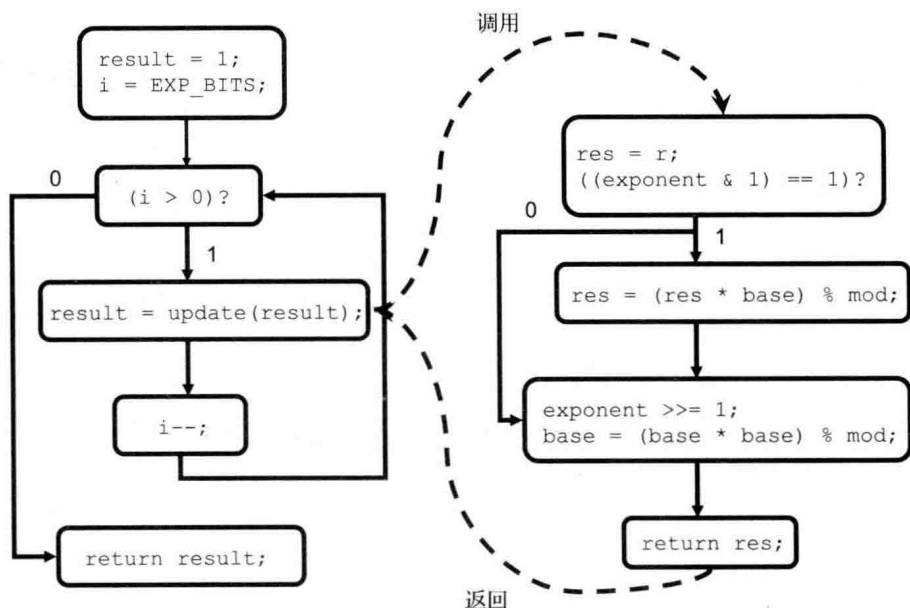 调用
result = 1;
i = EXP_BITS;
0
(i > 0)?
1
result = update(result);
i--;
return result;
res = r;
((exponent & 1) == 1)?
0
1
res = (res * base) % mod;
exponent >>= 1;
base = (base * base) % mod;
return res;
返回